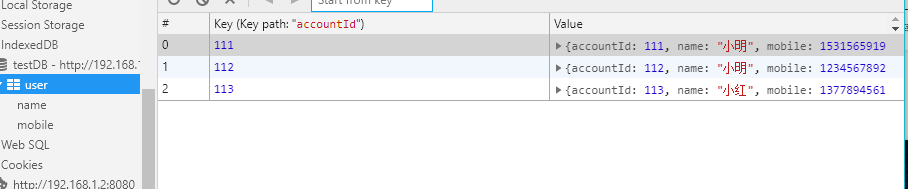 Local Storage
Session Storage
IndexedDB
testDB - http://192.168.1
user
name
mobile
Web SQL
Cookies
http://192.168.1.2:8080
Start from key
# Key (Key path: "accountId") Value
0 111 {accountId: 111, name: "小明", mobile: 1531565919
1 112 {accountId: 112, name: "小明", mobile: 1234567892
2 113 {accountId: 113, name: "小红", mobile: 1377894561